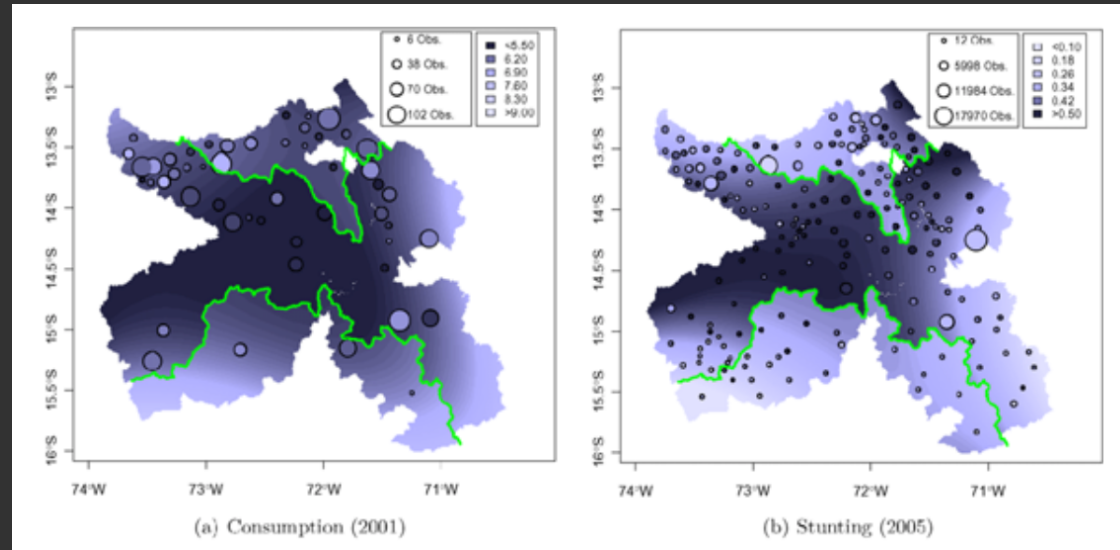 6 Obs.
38 Obs.
70 Obs.
102 Obs.
<5.50
6.20
6.90
7.60
8.30
>9.00
13°S
13.5°S
14°S
14.5°S
15°S
15.5°S
16°S
74°W 73°W 72°W 71°W
(a) Consumption (2001)
12 Obs.
5998 Obs.
11984 Obs.
17970 Obs.
<0.10
0.18
0.26
0.34
0.42
>0.50
13°S
13.5°S
14°S
14.5°S
15°S
15.5°S
16°S
74°W 73°W 72°W 71°W
(b) Stunting (2005)